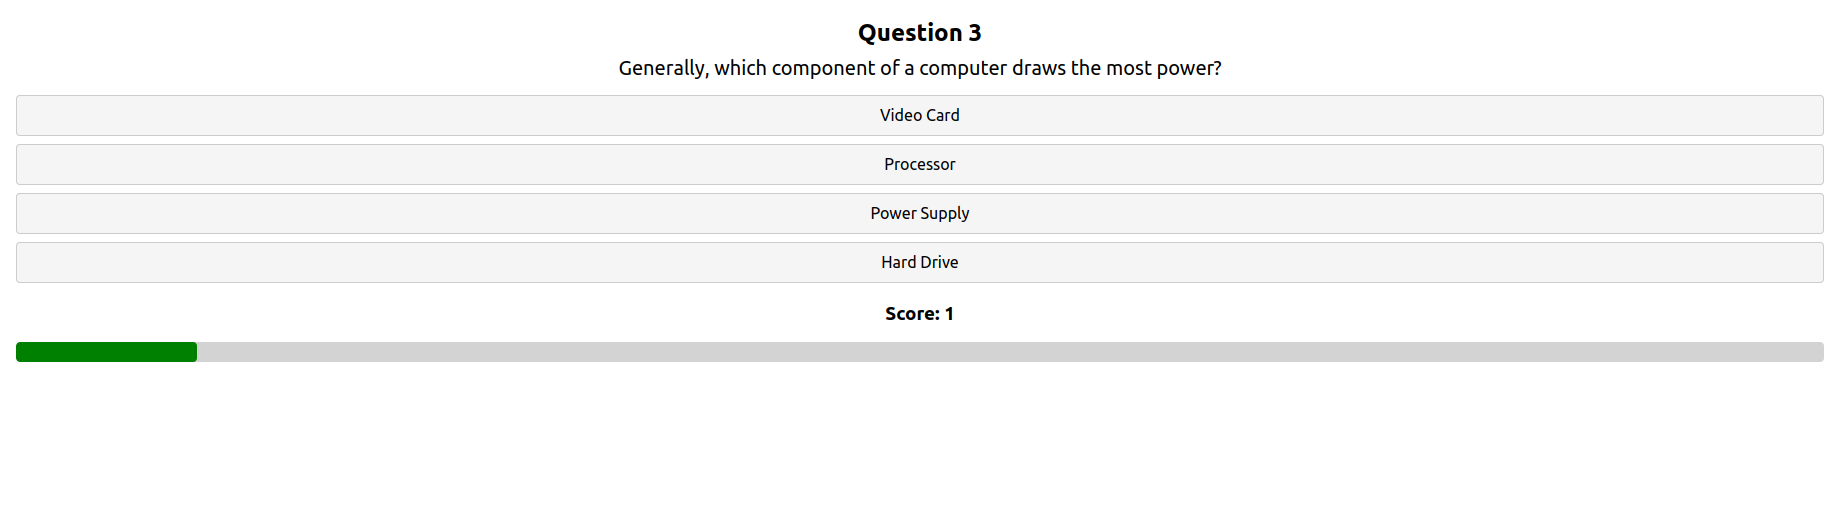 Question 3
Generally, which component of a computer draws the most power?
Video Card
Processor
Power Supply
Hard Drive
Score: 1